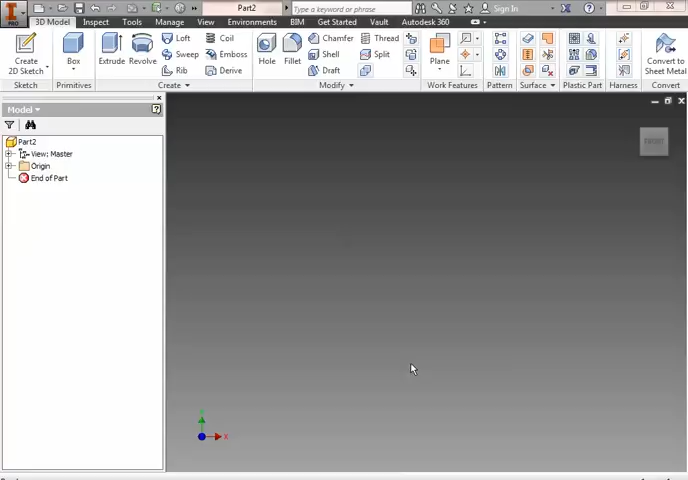 Part2
Type a keyword or phrase
Sign In
PRO
3D Model Inspect Tools Manage View Environments BIM Get Started Vault Autodesk 360
Create
2D Sketch
Box
Extrude
Revolve
Loft
Sweep
Rib
Coil
Emboss
Derive
Hole
Fillet
Chamfer
Shell
Draft
Thread
Split
Plane
Convert to
Sheet Metal
Sketch Primitives Create Modify Work Features Pattern Surface Plastic Part Harness Convert
Model
Part2
View: Master
Origin
End of Part
FRONT
X